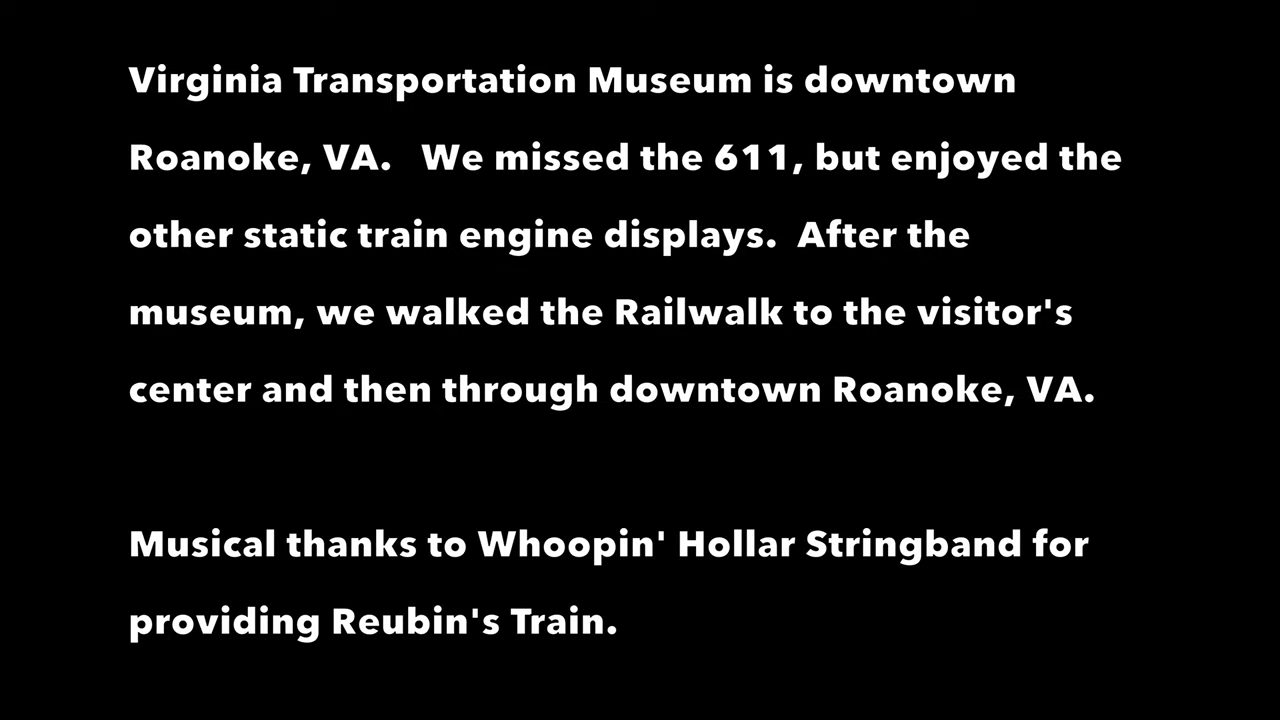 Virginia Transportation Museum is downtown
Roanoke, VA.   We missed the 611, but enjoyed the
other static train engine displays.  After the
museum, we walked the Railwalk to the visitor's
center and then through downtown Roanoke, VA.
Musical thanks to Whoopin' Hollar Stringband for
providing Reubin's Train.